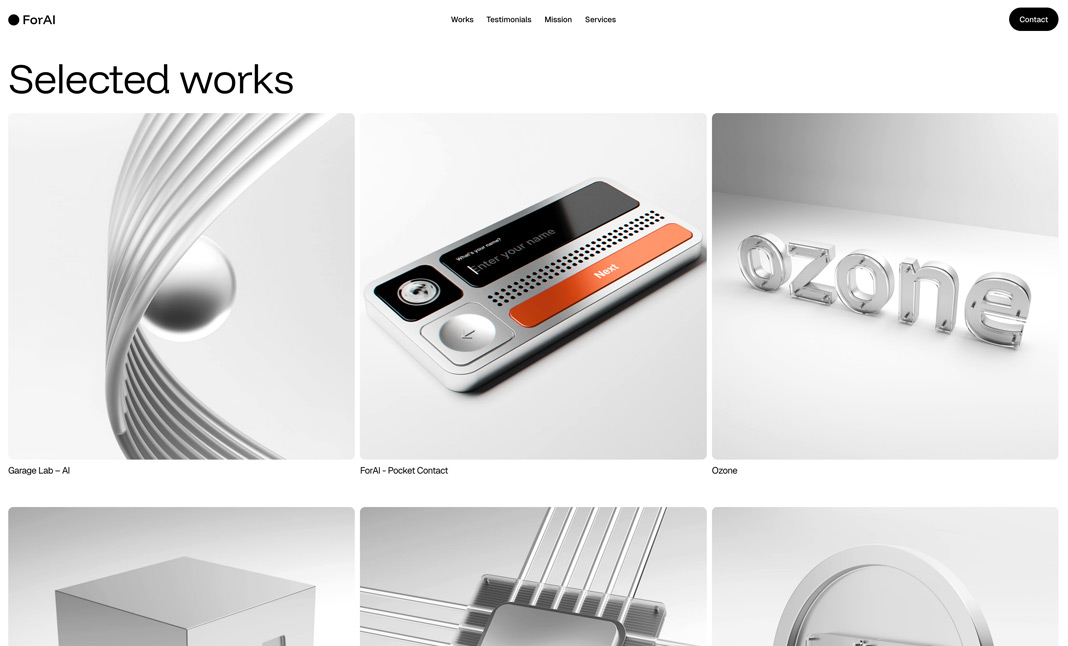 ForAI
Works
Testimonials
Mission
Services
Contact
Selected works
What's your name?
Enter your name
Next
ozone
Garage Lab – AI
ForAI - Pocket Contact
Ozone